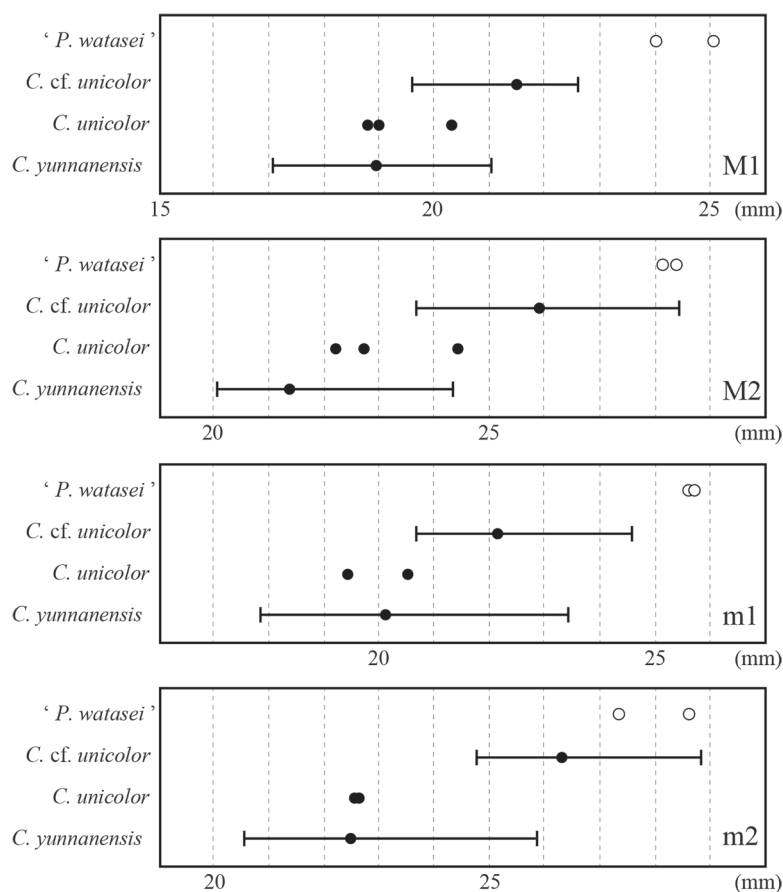 ‘ P. watasei ’
C. cf. unicolor
C. unicolor
C. yunnanensis
M1
15 20 25 (mm)
‘ P. watasei ’
C. cf. unicolor
C. unicolor
C. yunnanensis
M2
20 25 (mm)
‘ P. watasei ’
C. cf. unicolor
C. unicolor
C. yunnanensis
m1
20 25 (mm)
‘ P. watasei ’
C. cf. unicolor
C. unicolor
C. yunnanensis
m2
20 25 (mm)